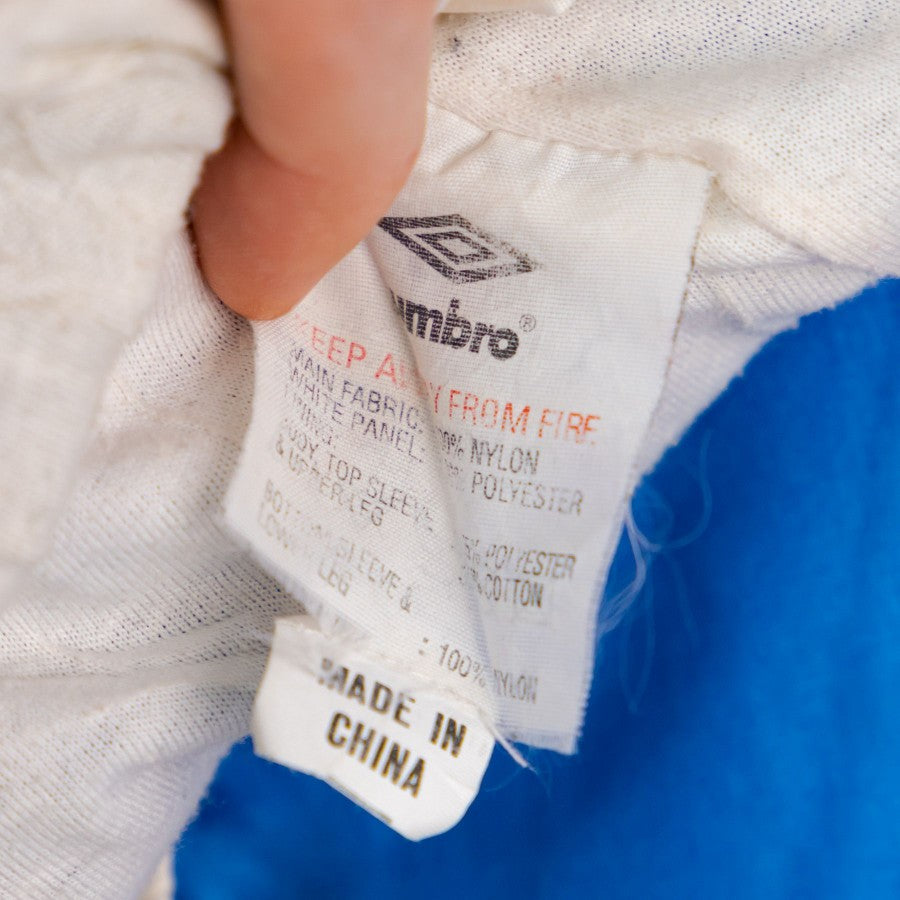 umbro®
KEEP AWAY FROM FIRE
MAIN FABRIC: 100% NYLON
WHITE PANEL: POLYESTER
BODY TOP SLEEVE
& UPPER LEG POLYESTER
COTTON
BOTTOM SLEEVE &
LOWER
LEG : 100% NYLON
MADE IN
CHINA